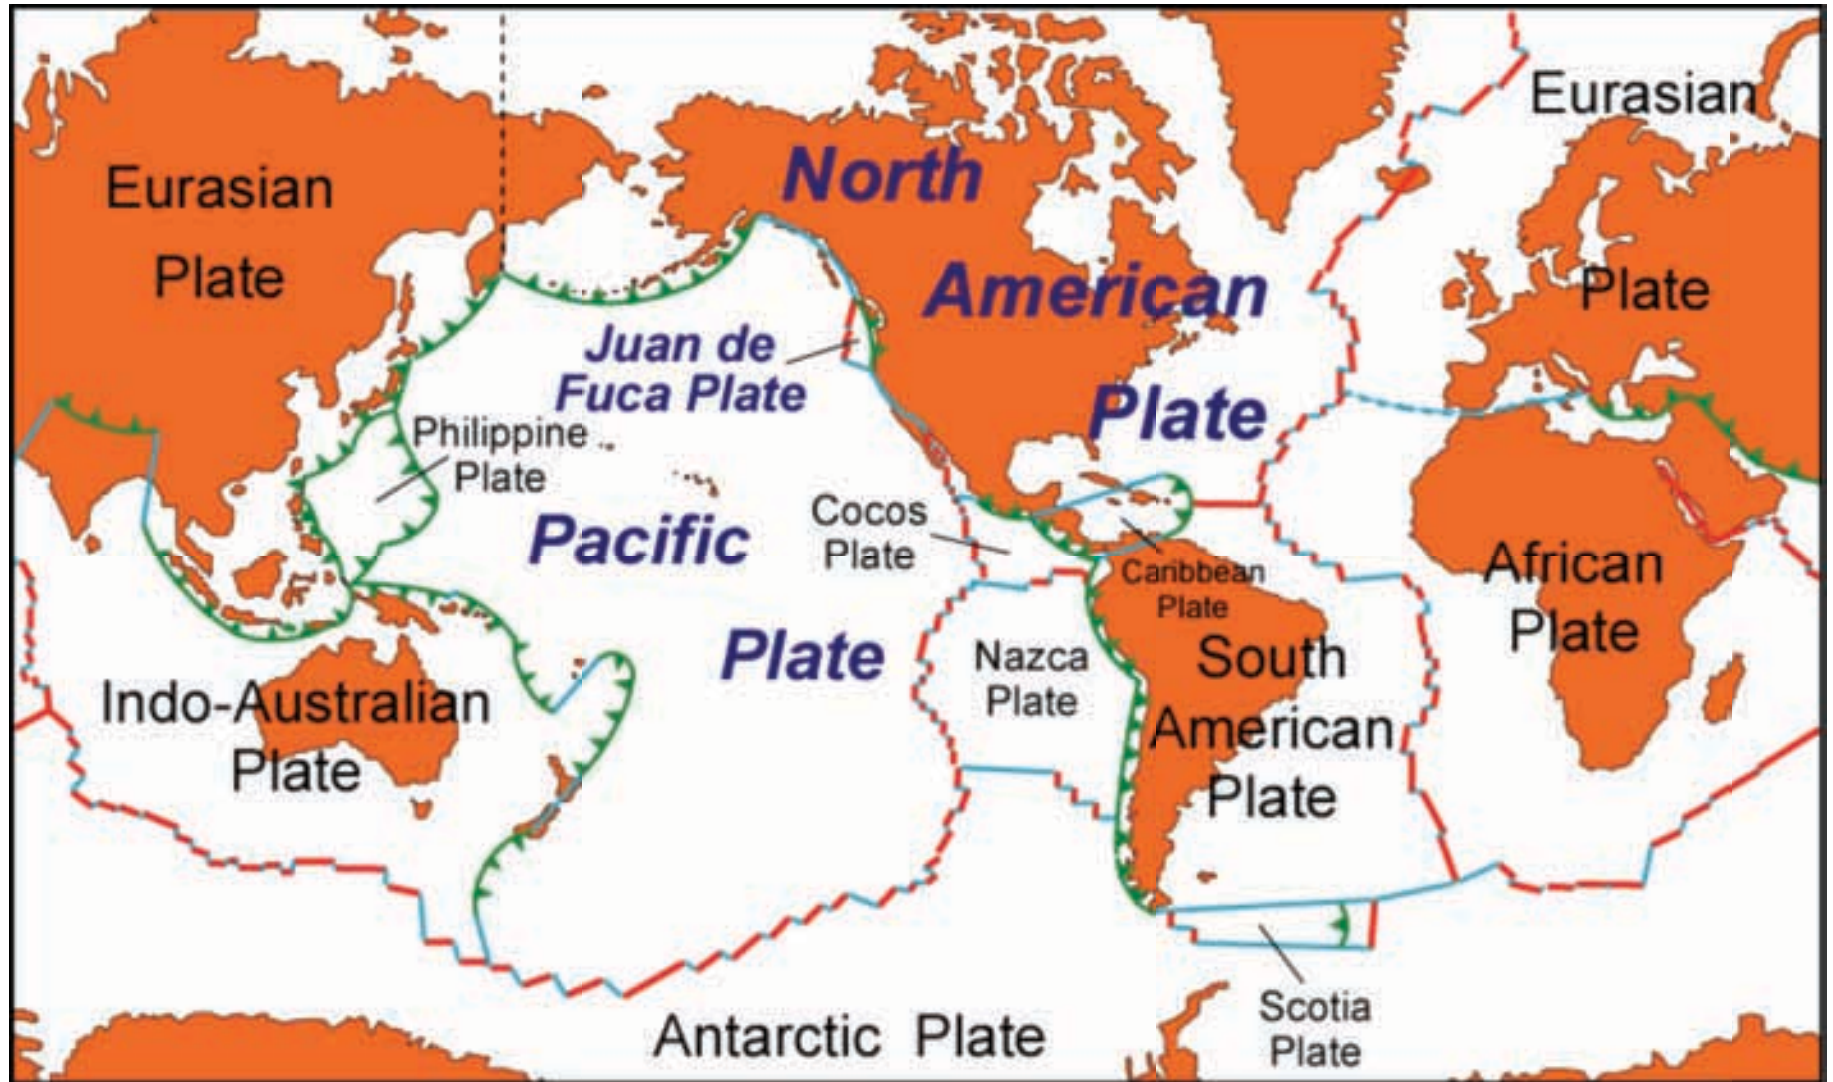 Eurasian
Plate
North
American
Plate
Eurasian
Plate
Juan de
Fuca Plate
Philippine
Plate
Pacific
Plate
Cocos
Plate
Caribbean
Plate
African
Plate
Nazca
Plate
South
American
Plate
Indo-Australian
Plate
Scotia
Plate
Antarctic Plate